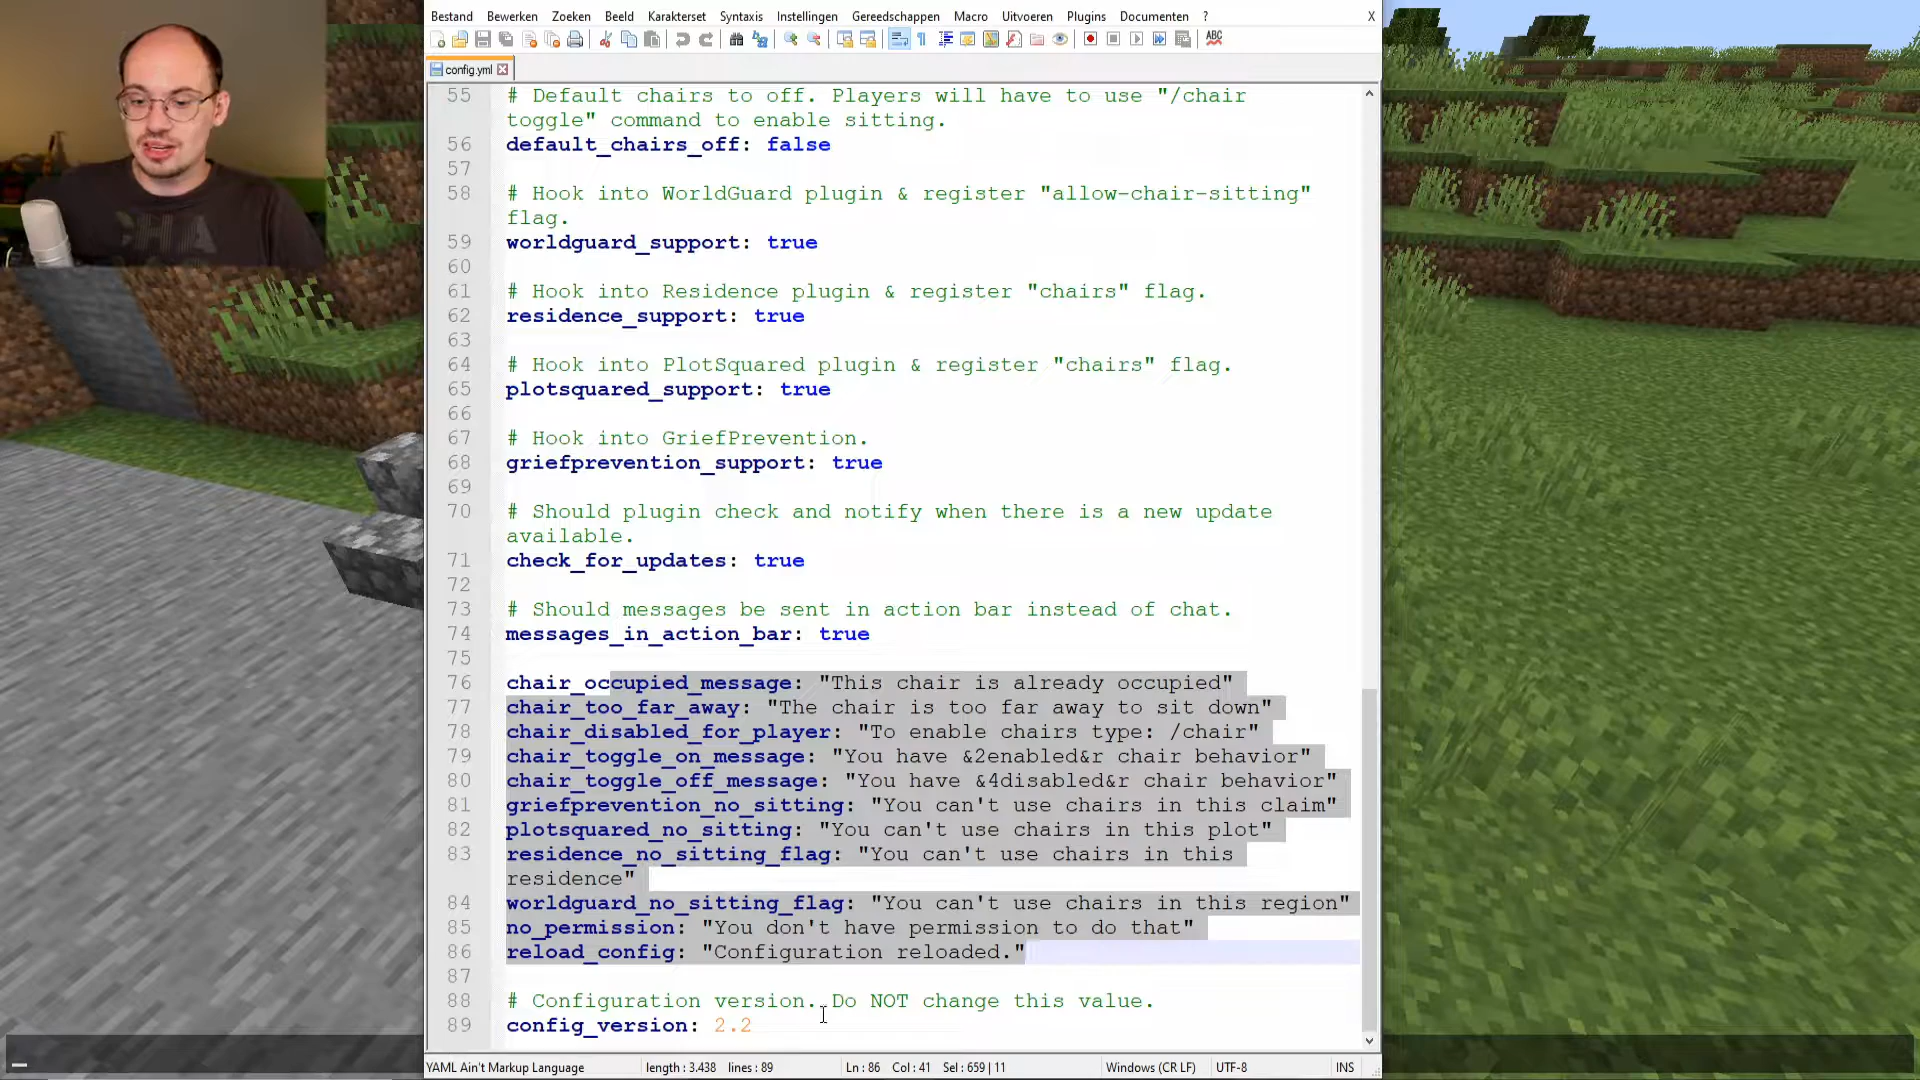 Bestand Bewerken Zoeken Beeld Karakterset Syntaxis Instellingen Gereedschappen Macro Uitvoeren Plugins Documenten ? X
ABC
config.yml
55 # Default chairs to off. Players will have to use "/chair
toggle" command to enable sitting.
56 default_chairs_off: false
57
58 # Hook into WorldGuard plugin & register "allow-chair-sitting"
flag.
59 worldguard_support: true
60
61 # Hook into Residence plugin & register "chairs" flag.
62 residence_support: true
63
64 # Hook into PlotSquared plugin & register "chairs" flag.
65 plotsquared_support: true
66
67 # Hook into GriefPrevention.
68 griefprevention_support: true
69
70 # Should plugin check and notify when there is a new update
available.
71 check_for_updates: true
72
73 # Should messages be sent in action bar instead of chat.
74 messages_in_action_bar: true
75
76 chair_occupied_message: "This chair is already occupied"
77 chair_too_far_away: "The chair is too far away to sit down"
78 chair_disabled_for_player: "To enable chairs type: /chair"
79 chair_toggle_on_message: "You have &2enabled&r chair behavior"
80 chair_toggle_off_message: "You have &4disabled&r chair behavior"
81 griefprevention_no_sitting: "You can't use chairs in this claim"
82 plotsquared_no_sitting: "You can't use chairs in this plot"
83 residence_no_sitting_flag: "You can't use chairs in this
residence"
84 worldguard_no_sitting_flag: "You can't use chairs in this region"
85 no_permission: "You don't have permission to do that"
86 reload_config: "Configuration reloaded."
87
88 # Configuration version. Do NOT change this value.
89 config_version: 2.2
YAML Ain't Markup Language length : 3.438 lines : 89 Ln : 86 Col : 41 Sel : 659 | 11 Windows (CR LF) UTF-8 INS